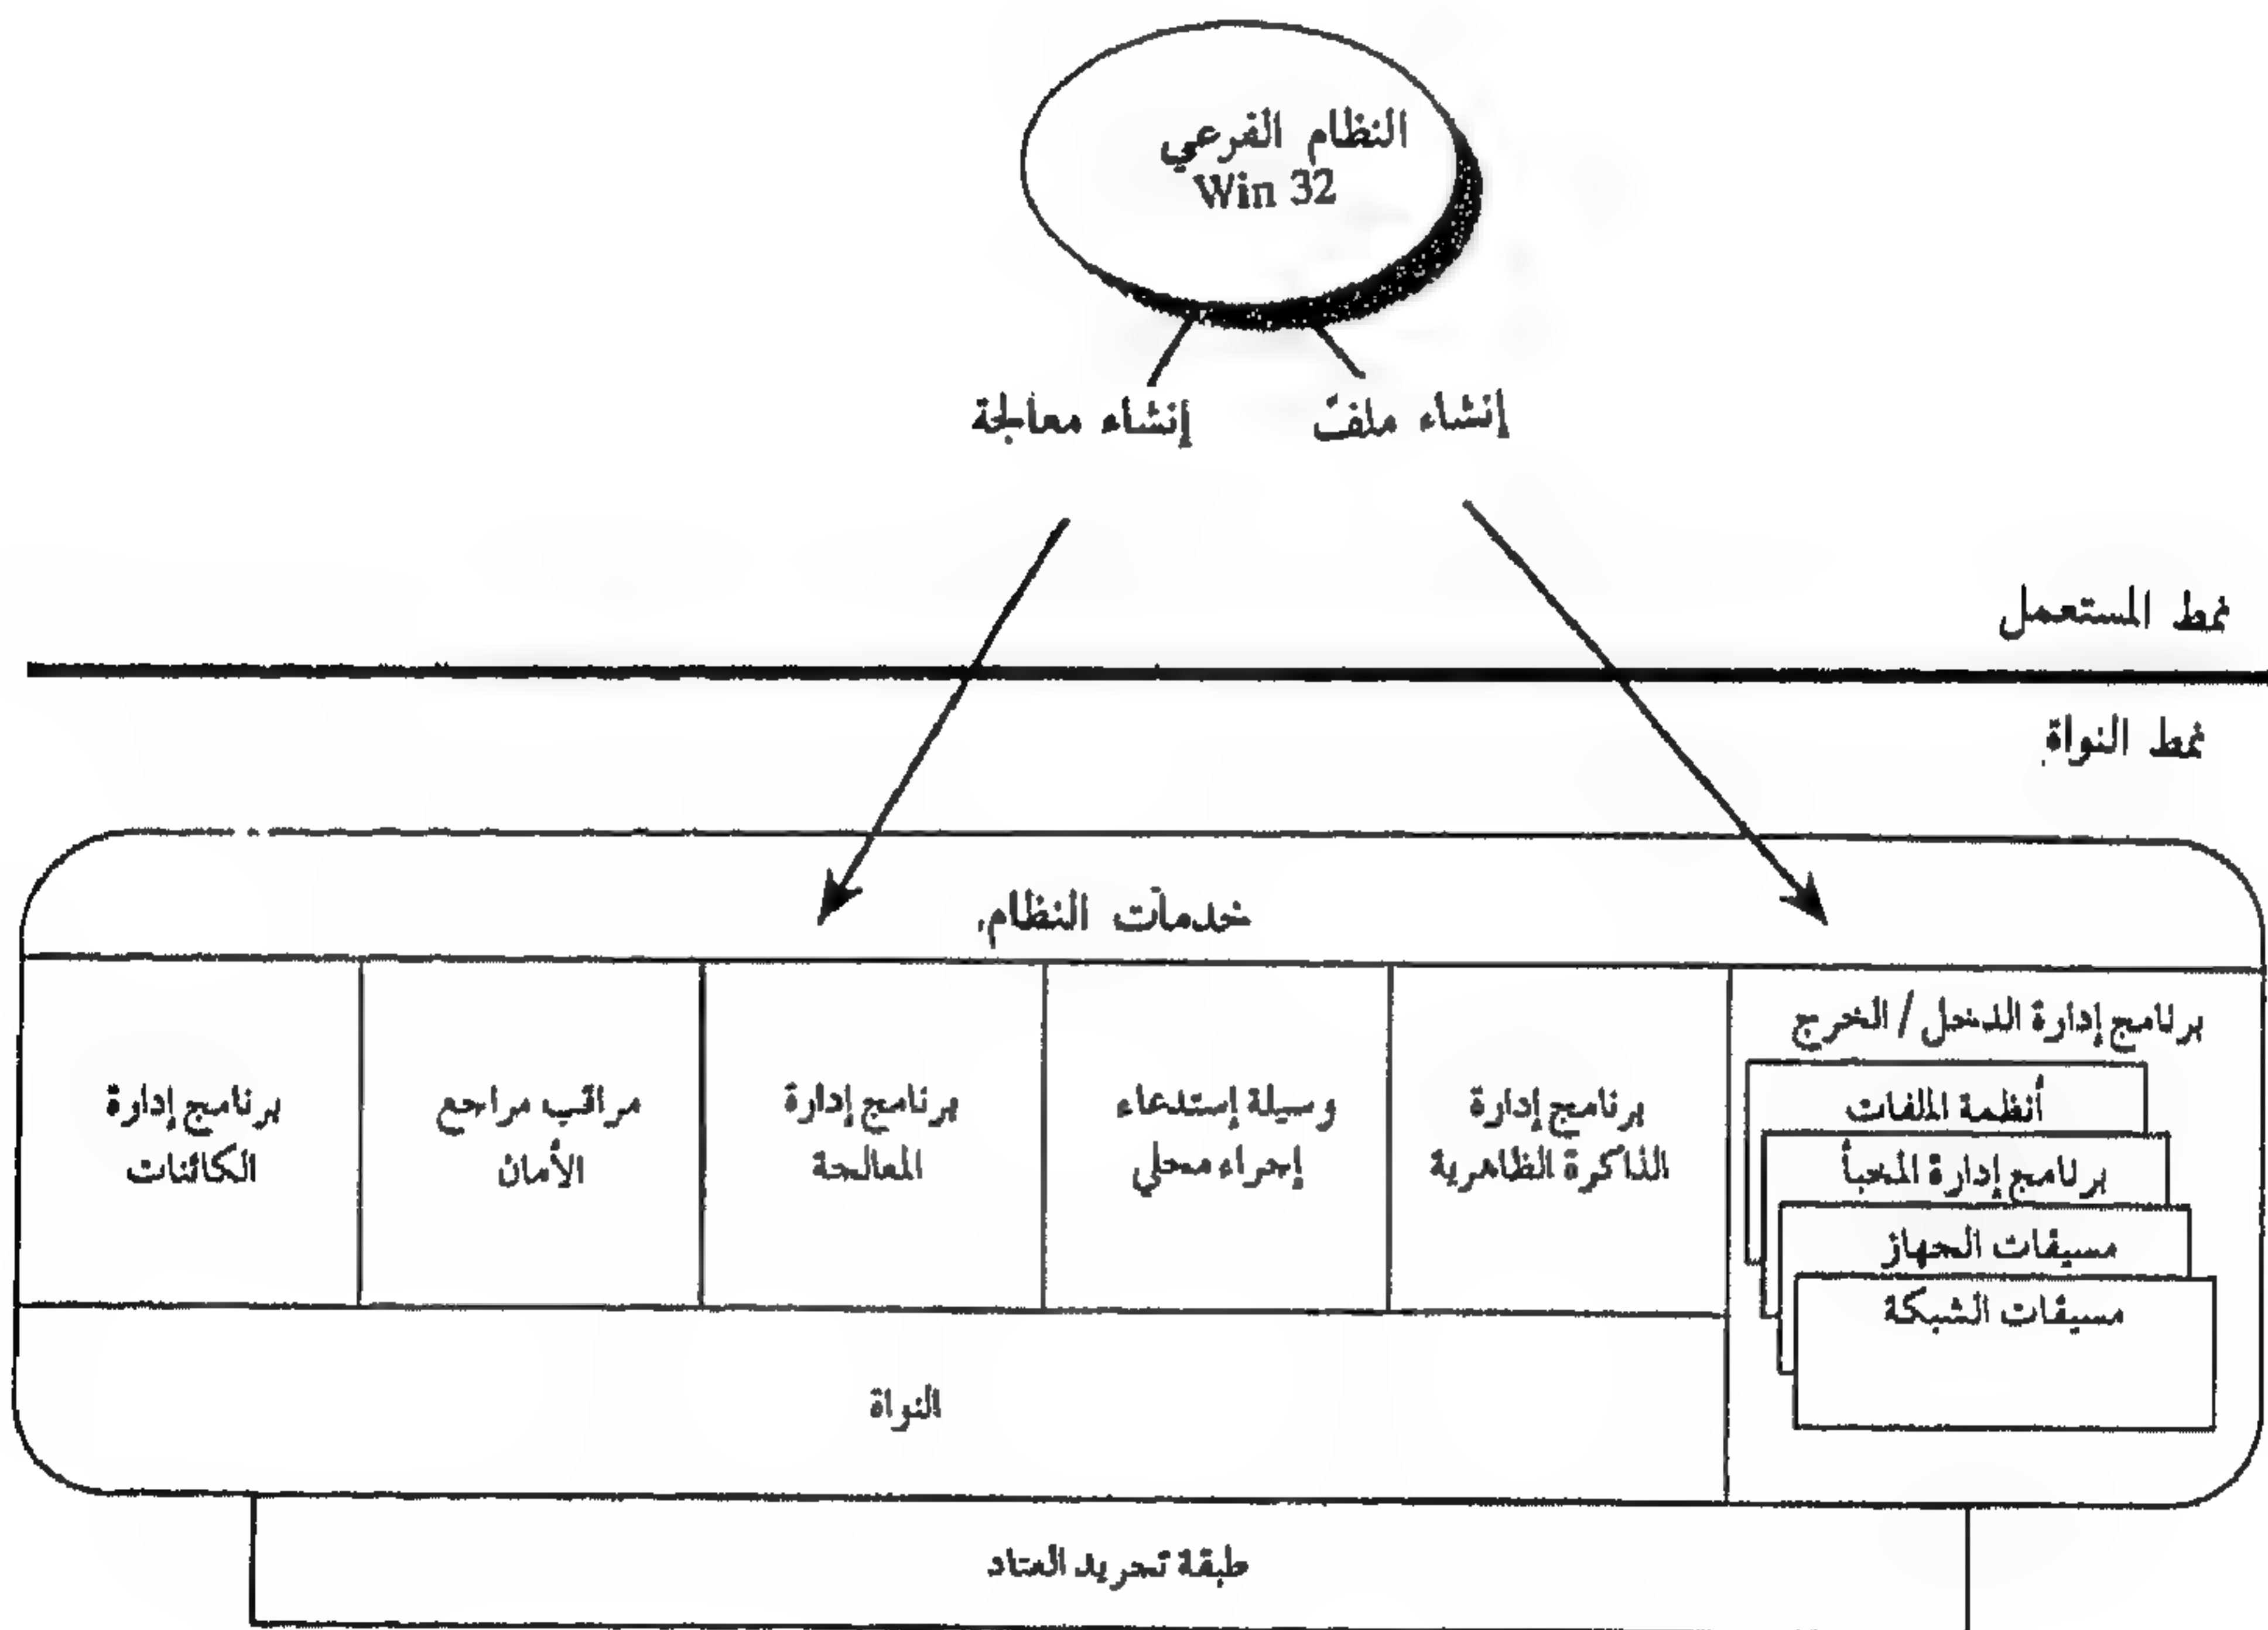 النظام الفرعي
Win 32
إنشاء ملفّ
إنشاء معالجة
نمط المستعمل
نمط النواة
خدمات النظام
برنامج إدارة الدخل / الخرج
أنظمة الملفات
برنامج إدارة المخبأ
مسيقات الجهاز
مسيقات الشبكة
برنامج إدارة
الذاكرة الظاهرية
وسيلة إستدعاء
إجراء محلي
برنامج إدارة
المعالجة
مراقب مراجع
الأمان
برنامج إدارة
الكائنات
النواة
طبقة تجريد العتاد